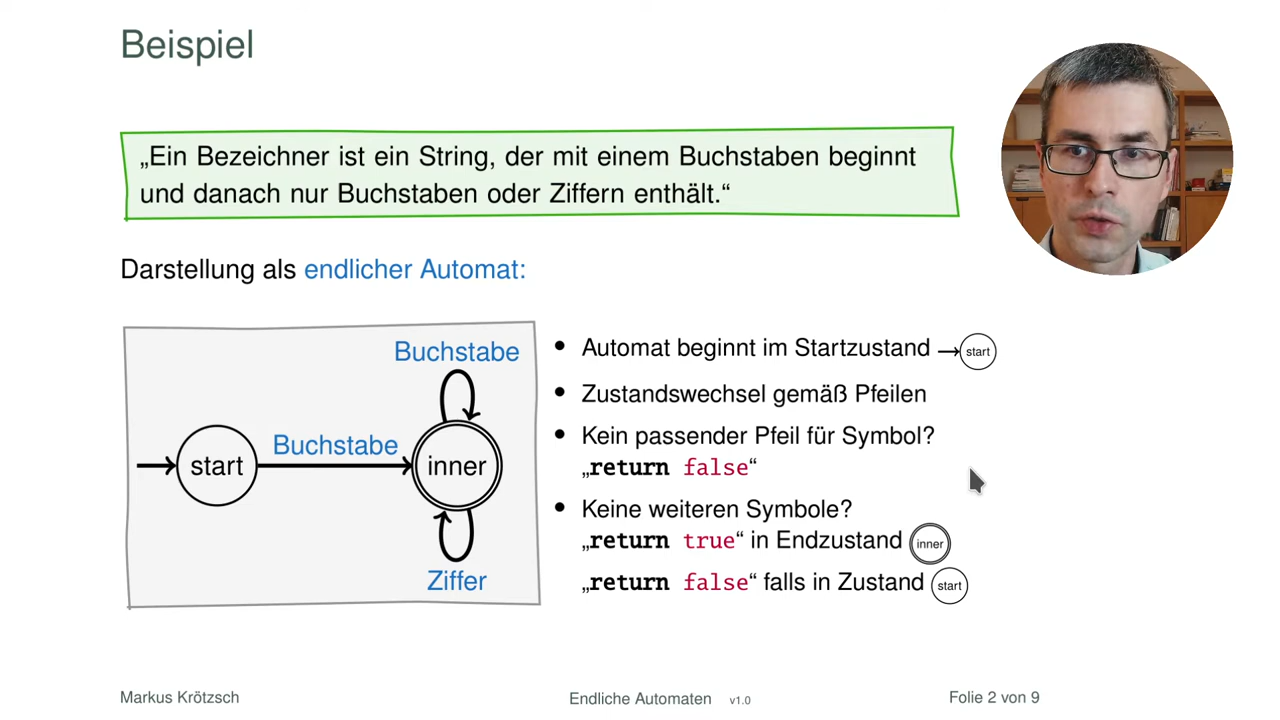 Beispiel
„Ein Bezeichner ist ein String, der mit einem Buchstaben beginnt
und danach nur Buchstaben oder Ziffern enthält.“
Darstellung als endlicher Automat:
Buchstabe
Buchstabe
start
inner
Ziffer
• Automat beginnt im Startzustand → start
• Zustandswechsel gemäß Pfeilen
• Kein passender Pfeil für Symbol?
„return false“
• Keine weiteren Symbole?
„return true“ in Endzustand inner
„return false“ falls in Zustand start
Markus Krötzsch
Endliche Automaten v1.0
Folie 2 von 9